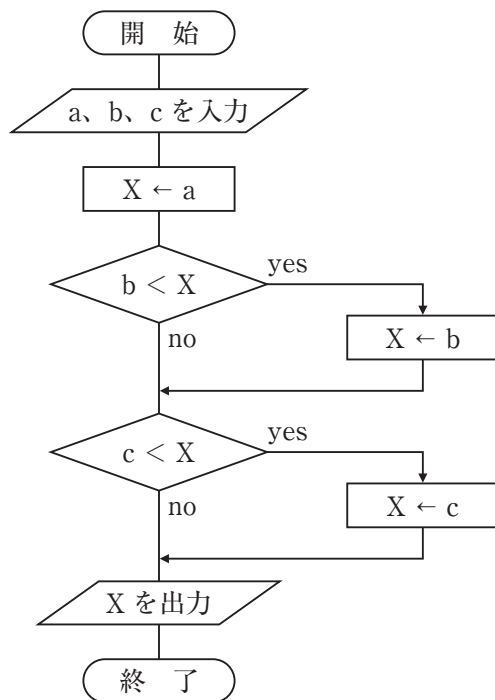 開　始
a、b、c を入力
X ← a
b < X
yes
no
X ← b
c < X
yes
no
X ← c
X を出力
終　了